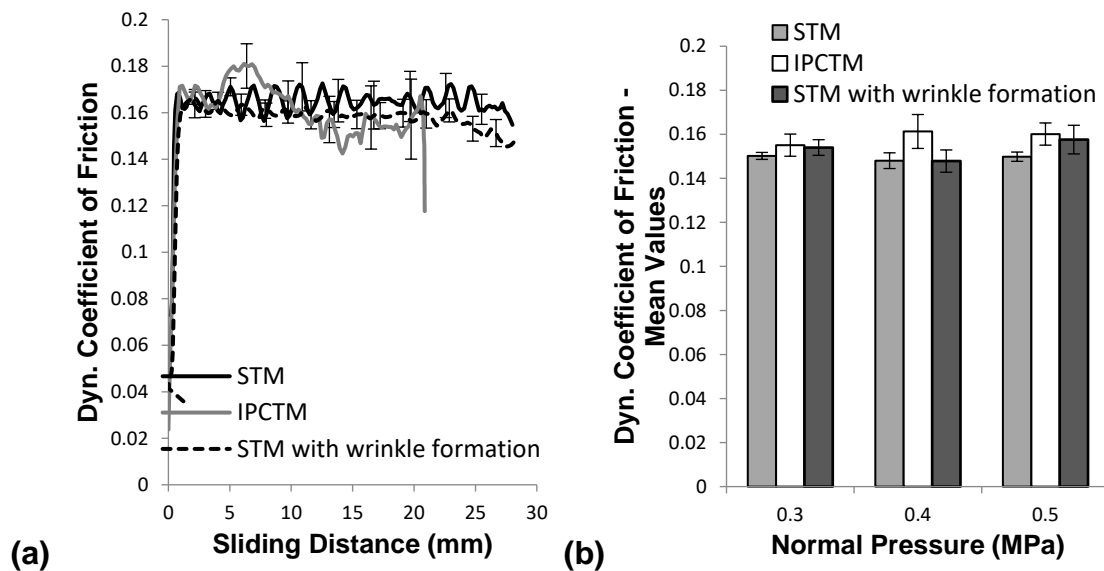 Dyn. Coefficient of Friction
0.2
0.18
0.16
0.14
0.12
0.1
0.08
0.06
0.04
0.02
0
STM
IPCTM
STM with wrinkle formation
0 5 10 15 20 25 30
(a)
Sliding Distance (mm)
STM
IPCTM
STM with wrinkle formation
Dyn. Coefficient of Friction -
Mean Values
0.2
0.18
0.16
0.14
0.12
0.1
0.08
0.06
0.04
0.02
0
0.3 0.4 0.5
(b)
Normal Pressure (MPa)